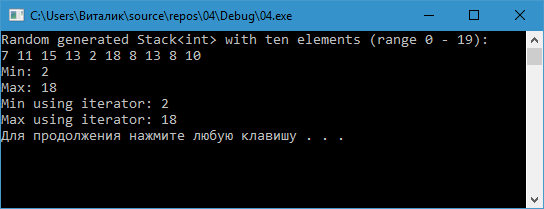 C:\Users\Виталик\source\repos\04\Debug\04.exe
Random generated Stack<int> with ten elements (range 0 - 19):
7 11 15 13 2 18 8 13 8 10
Min: 2
Max: 18
Min using iterator: 2
Max using iterator: 18
Для продолжения нажмите любую клавишу . . .